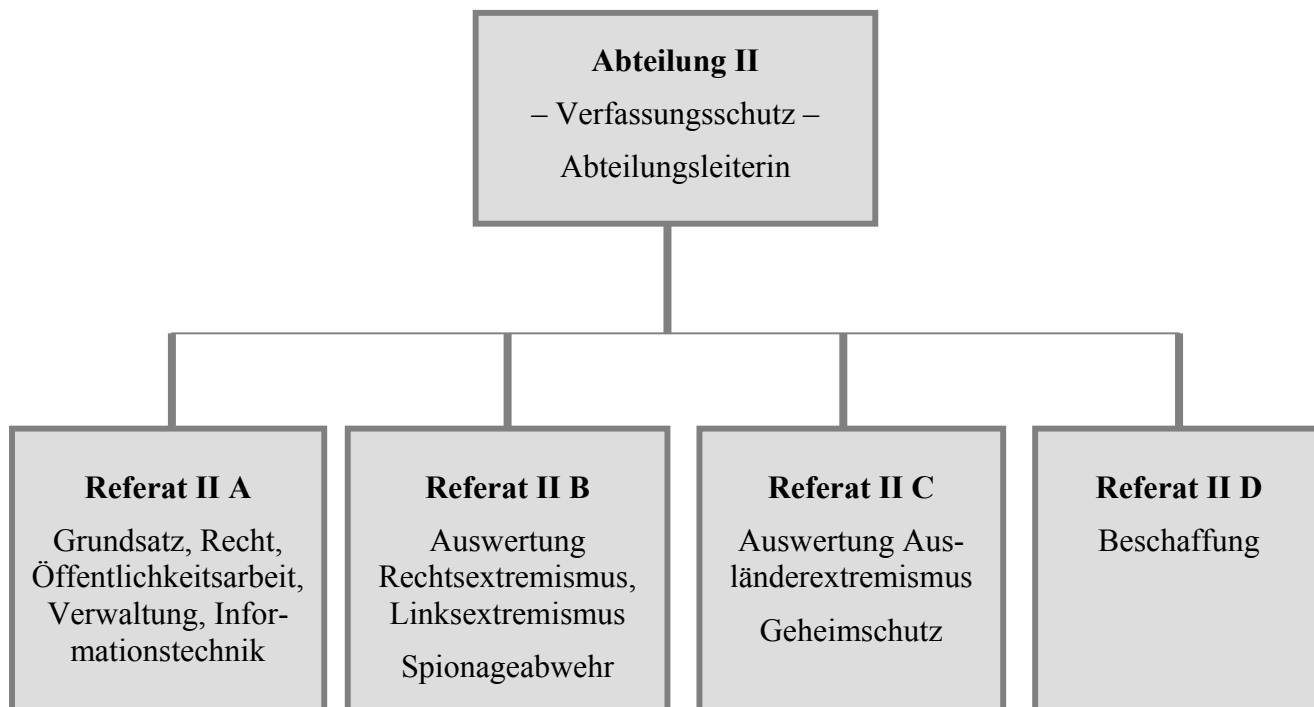 Abteilung II
– Verfassungsschutz –
Abteilungsleiterin
Referat II A
Grundsatz, Recht,
Öffentlichkeitsarbeit,
Verwaltung, Infor-
mationstechnik
Referat II B
Auswertung
Rechtsextremismus,
Linksextremismus
Spionageabwehr
Referat II C
Auswertung Aus-
länderextremismus
Geheimschutz
Referat II D
Beschaffung